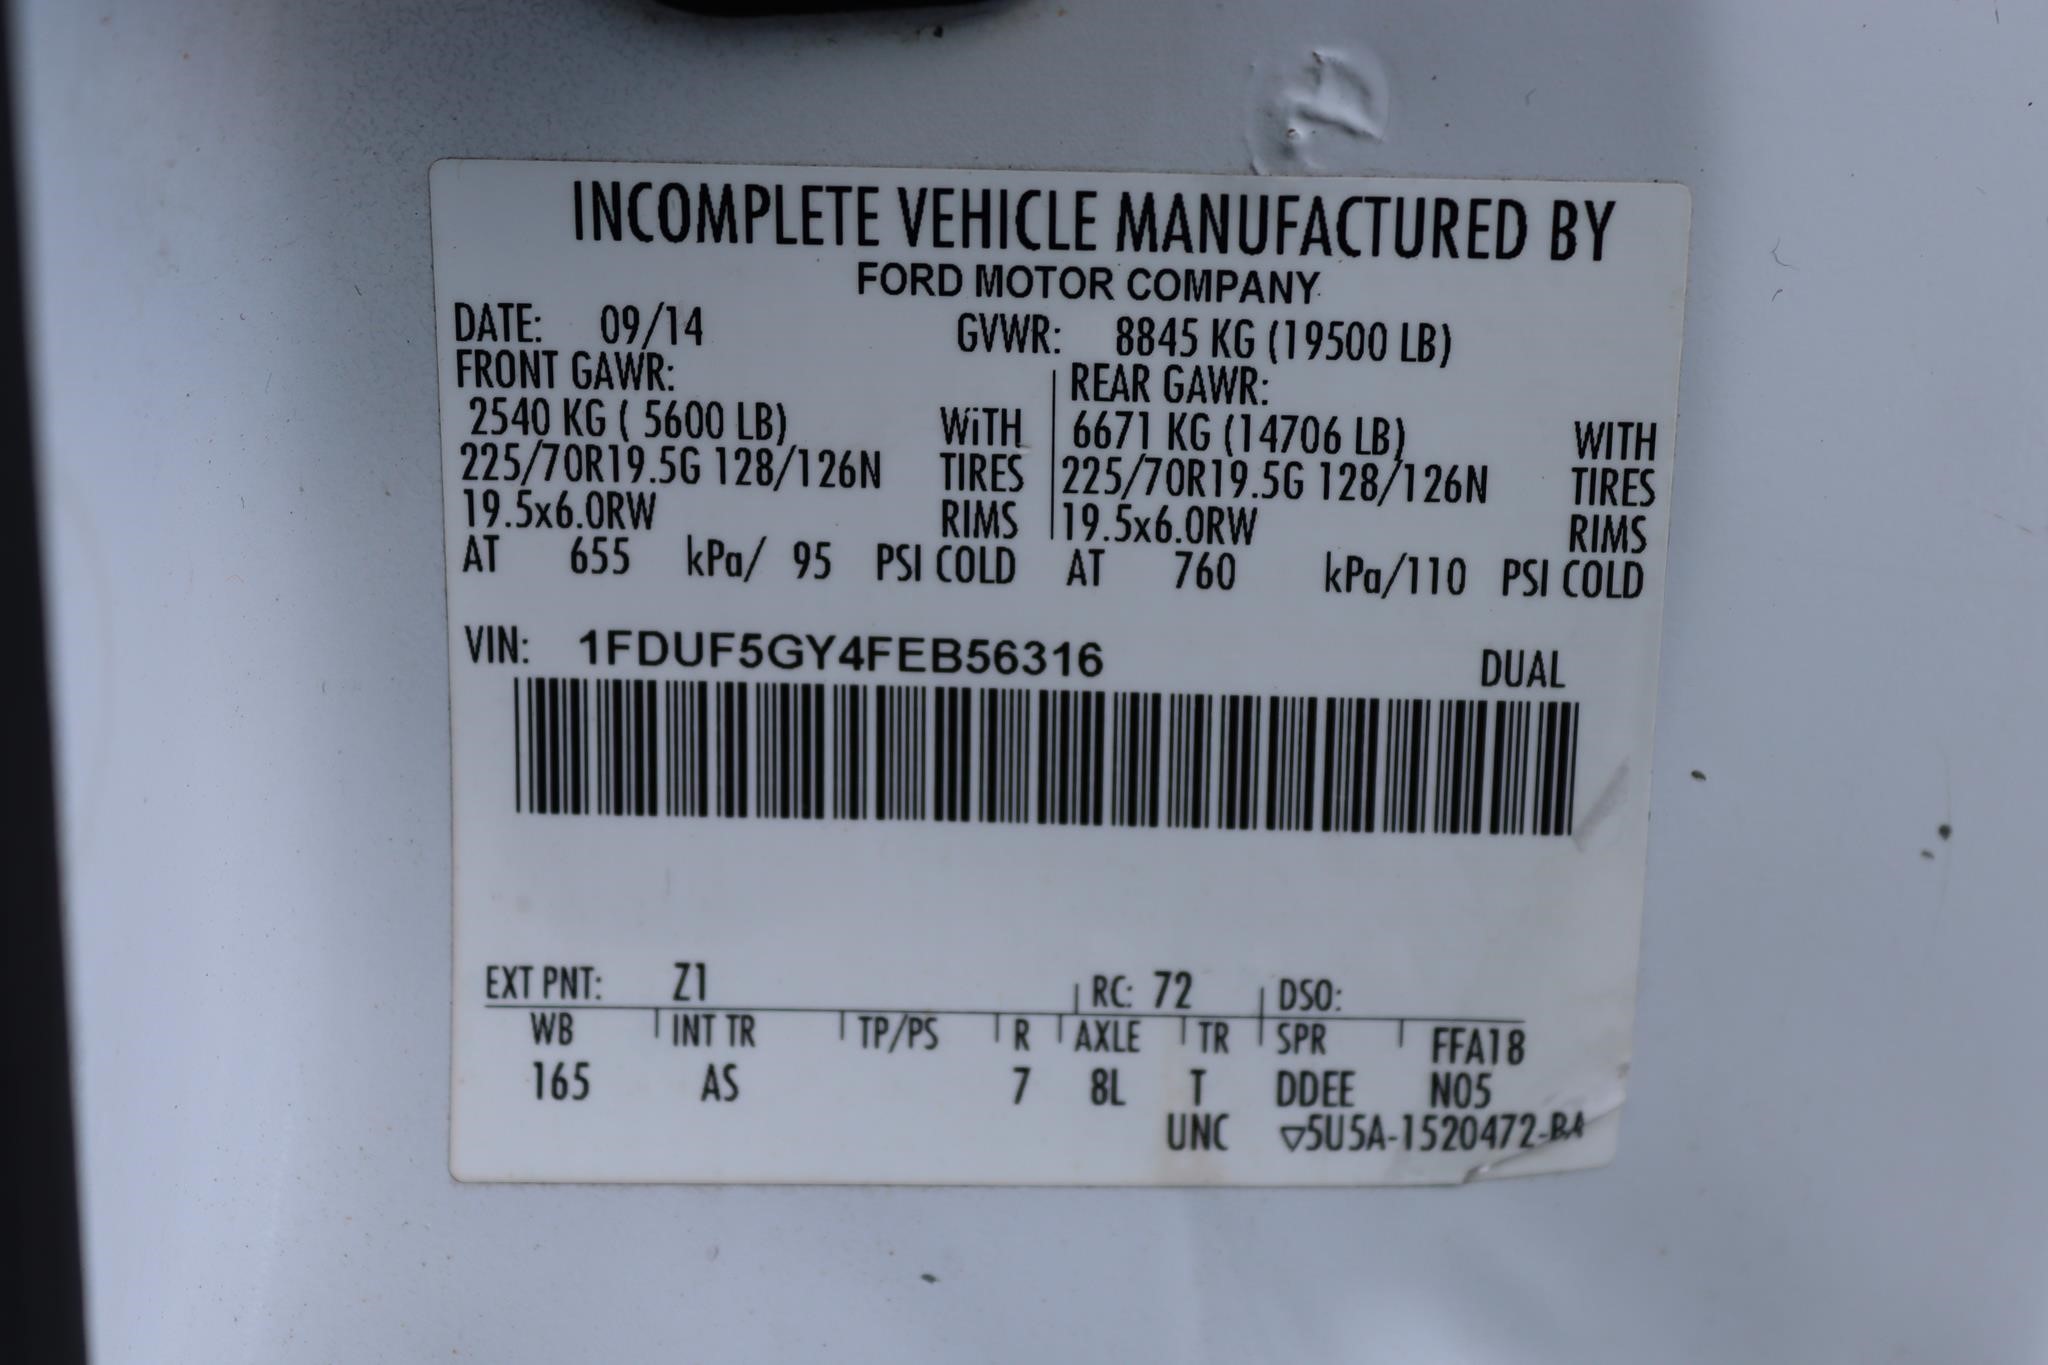 INCOMPLETE VEHICLE MANUFACTURED BY
FORD MOTOR COMPANY
DATE: 09/14 GVWR: 8845 KG (19500 LB)
FRONT GAWR: REAR GAWR:
2540 KG ( 5600 LB) WiTH 6671 KG (14706 LB) WITH
225/70R19.5G 128/126N TIRES 225/70R19.5G 128/126N TIRES
19.5x6.0RW RIMS 19.5x6.0RW RIMS
AT 655 kPa/ 95 PSI COLD AT 760 kPa/110 PSI COLD
VIN: 1FDUF5GY4FEB56316 DUAL
EXT PNT: Z1 RC: 72 DSO:
WB INT TR TP/PS R AXLE TR SPR FFA18
165 AS 7 8L T DDEE N05
UNC ▽5U5A-1520472-BA